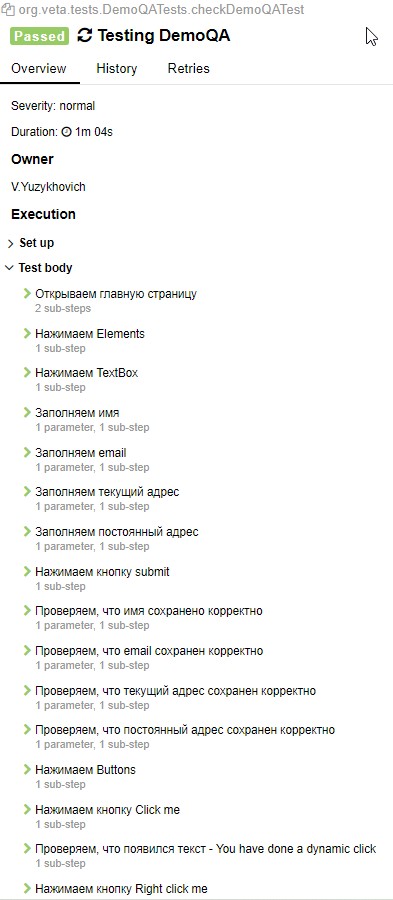 org.veta.tests.DemoQATests.checkDemoQATest
Passed Testing DemoQA
Overview History Retries
Severity: normal
Duration: 1m 04s
Owner
V.Yuzykhovich
Execution
Set up
Test body
Открываем главную страницу
2 sub-steps
Нажимаем Elements
1 sub-step
Нажимаем TextBox
1 sub-step
Заполняем имя
1 parameter, 1 sub-step
Заполняем email
1 parameter, 1 sub-step
Заполняем текущий адрес
1 parameter, 1 sub-step
Заполняем постоянный адрес
1 parameter, 1 sub-step
Нажимаем кнопку submit
1 sub-step
Проверяем, что имя сохранено корректно
1 parameter, 1 sub-step
Проверяем, что email сохранен корректно
1 parameter, 1 sub-step
Проверяем, что текущий адрес сохранен корректно
1 parameter, 1 sub-step
Проверяем, что постоянный адрес сохранен корректно
1 parameter, 1 sub-step
Нажимаем Buttons
1 sub-step
Нажимаем кнопку Click me
1 sub-step
Проверяем, что появился текст - You have done a dynamic click
1 sub-step
Нажимаем кнопку Right click me